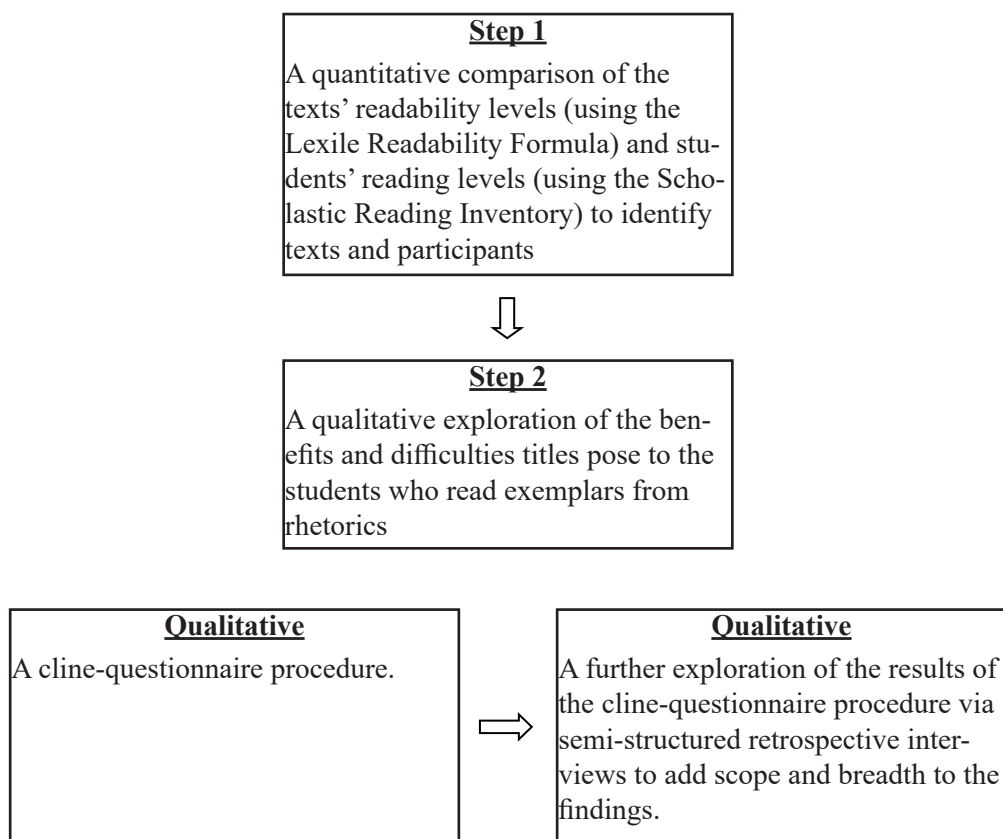 Step 1
A quantitative comparison of the
texts’ readability levels (using the
Lexile Readability Formula) and stu-
dents’ reading levels (using the Scho-
lastic Reading Inventory) to identify
texts and participants
Step 2
A qualitative exploration of the ben-
efits and difficulties titles pose to the
students who read exemplars from
rhetorics
Qualitative
A cline-questionnaire procedure.
Qualitative
A further exploration of the results of
the cline-questionnaire procedure via
semi-structured retrospective inter-
views to add scope and breadth to the
findings.